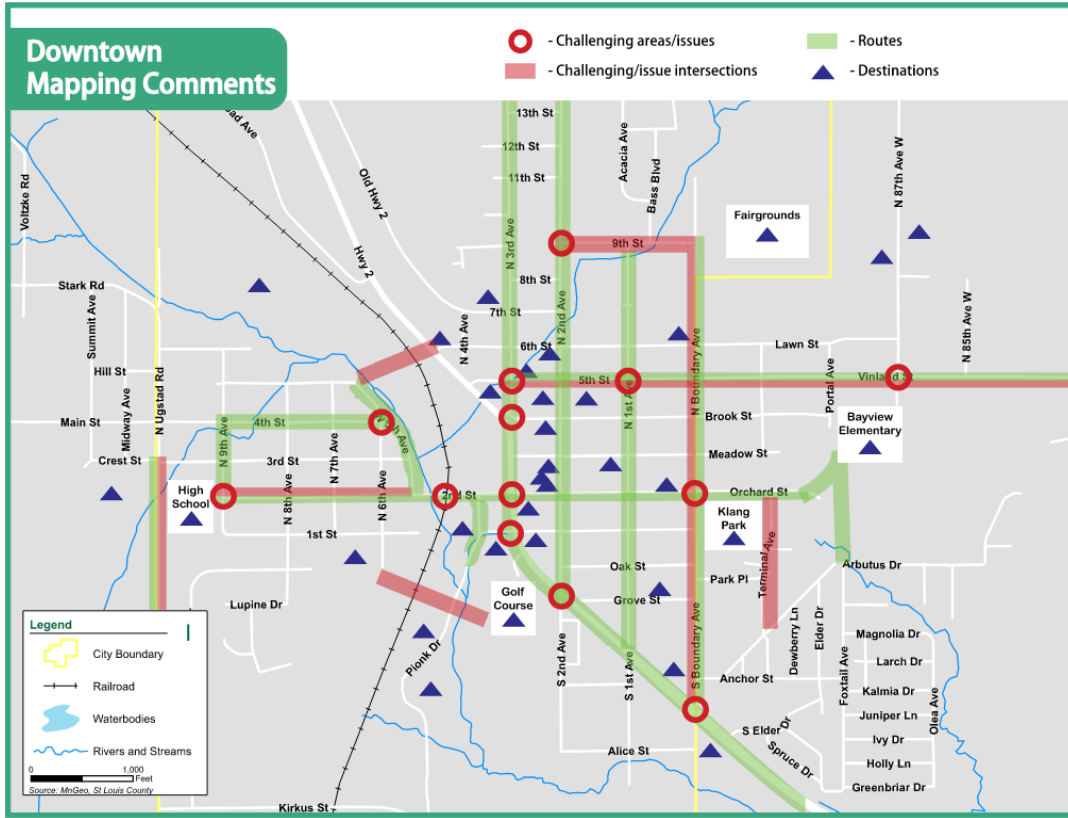 Downtown
Mapping Comments
- Challenging areas/issues
- Routes
- Challenging/issue intersections
- Destinations
13th St
12th St
11th St
Acacia Ave
Bass Blvd
N 87th Ave W
Voltzke Rd
Old Hwy 2
Hwy 2
N 3rd Ave
9th St
Fairgrounds
Stark Rd
8th St
7th St
N 2nd Ave
N 4th Ave
6th St
Lawn St
N 85th Ave W
Summit Ave
Hill St
N Ugstad Rd
5th St
N Boundary Ave
Portal Ave
Vinland St
Midway Ave
Main St
4th St
N 1st Ave
Brook St
Bayview
Elementary
N 9th Ave
Crest St
3rd St
N 7th Ave
Meadow St
High
School
N 8th Ave
N 6th Ave
2nd St
Orchard St
Klang
Park
1st St
Terminal Ave
Oak St
Arbutus Dr
Park Pl
Golf
Course
Grove St
Lupine Dr
Dewberry Ln
Elder Dr
Magnolia Dr
Pionk Dr
S 2nd Ave
S 1st Ave
S Boundary Ave
Larch Dr
Foxtail Ave
Anchor St
Kalmia Dr
Olea Ave
Juniper Ln
S Elder Dr
Ivy Dr
Alice St
Spruce Dr
Holly Ln
Greenbriar Dr
Kirkus St
Legend
City Boundary
Railroad
Waterbodies
Rivers and Streams
0 1,000
Feet
Source: MnGeo, St Louis County